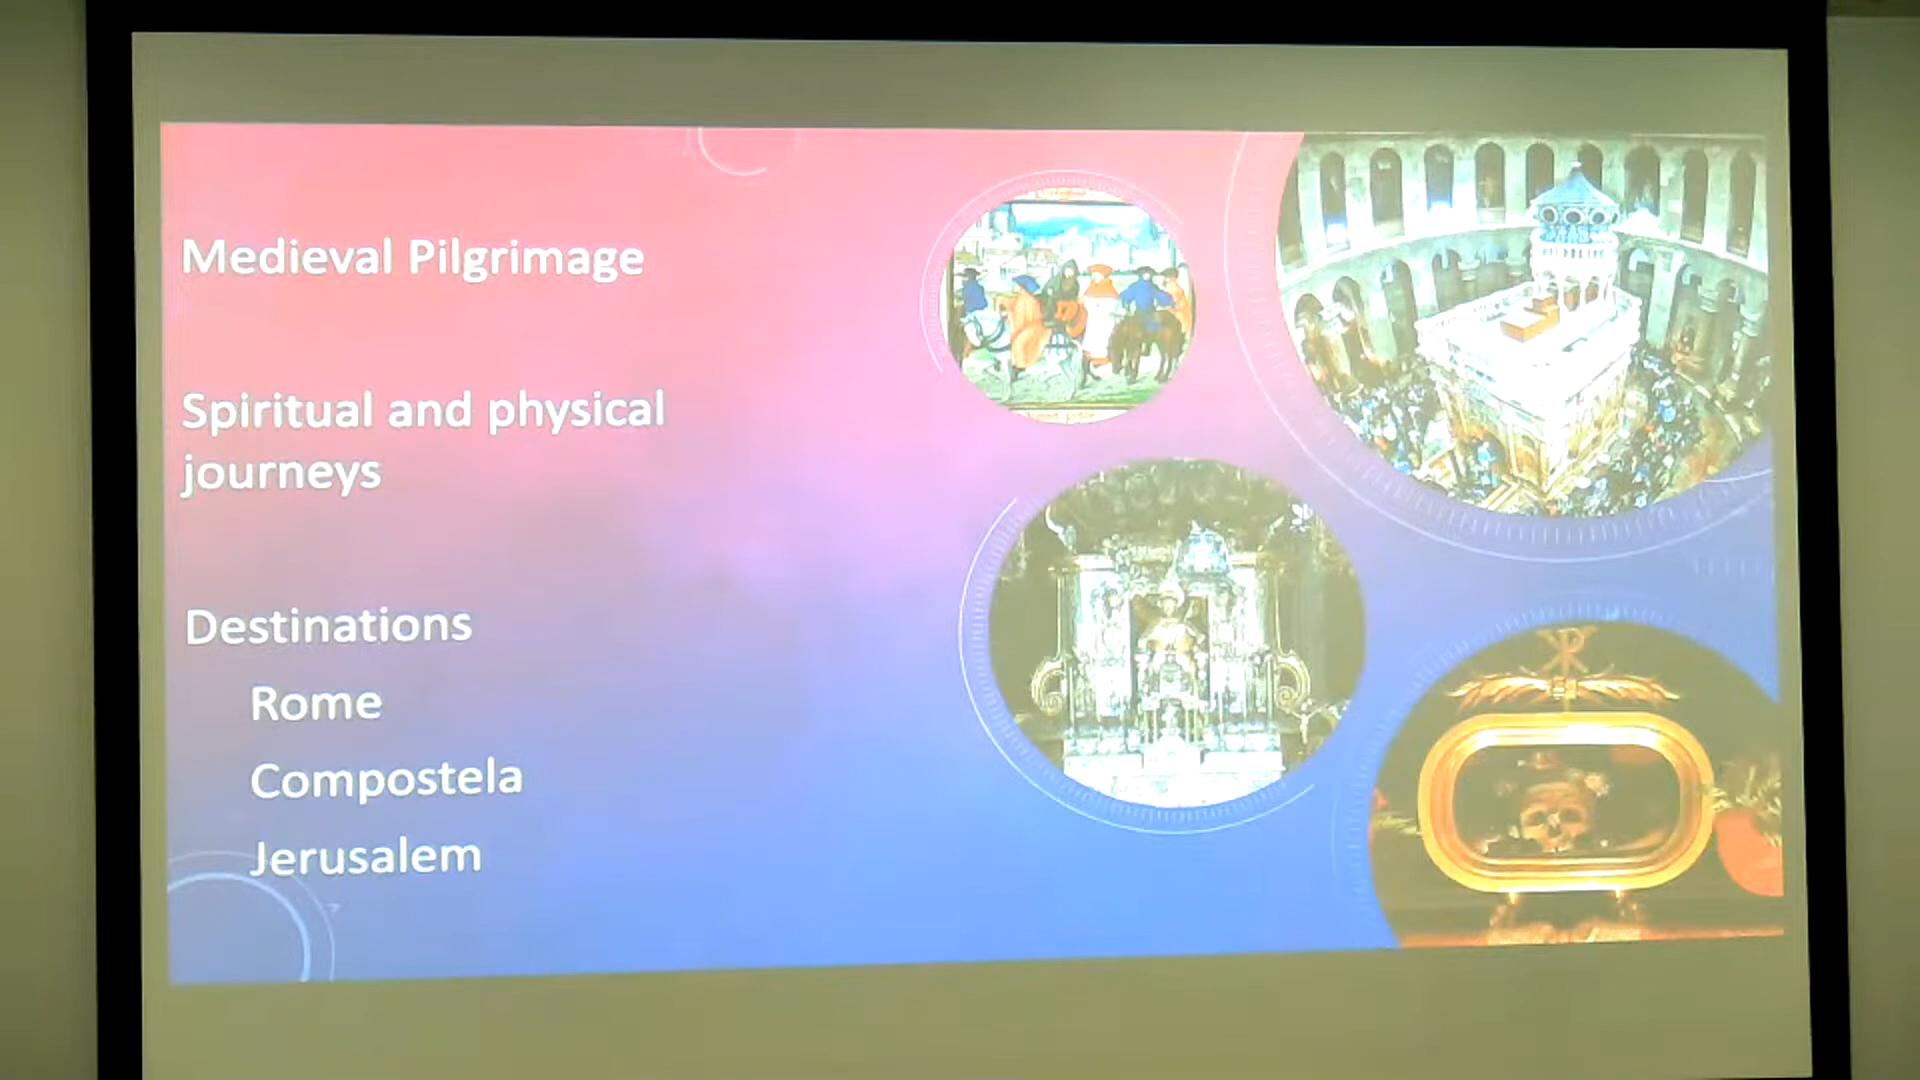 Medieval Pilgrimage
Spiritual and physical
journeys
Destinations
Rome
Compostela
Jerusalem